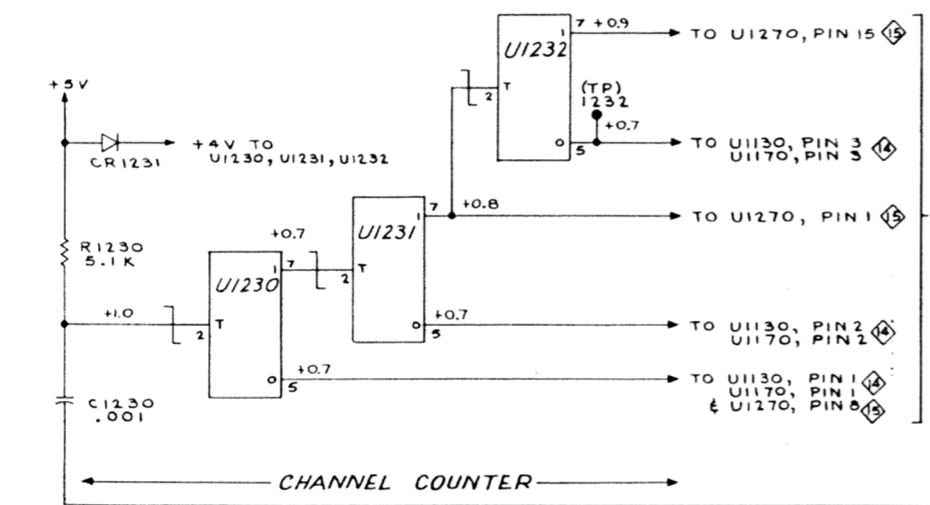 7 +0.9
1
TO U1270, PIN 15 15
U1232
+5V
T
2
(TP)
1232
+0.7
+4V TO
U1230, U1231, U1232
CR1231
0
5
TO U1130, PIN 3 14
U1170, PIN 3
7
+0.8
1
TO U1270, PIN 1 15
U1231
+0.7
R1230
5.1K
1
7
T
2
U1230
+1.0
T
2
+0.7
0
5
TO U1130, PIN 2 14
U1170, PIN 2
+0.7
0
5
TO U1130, PIN 1 14
U1170, PIN 1
& U1270, PIN 8 15
C1230
.001
CHANNEL COUNTER